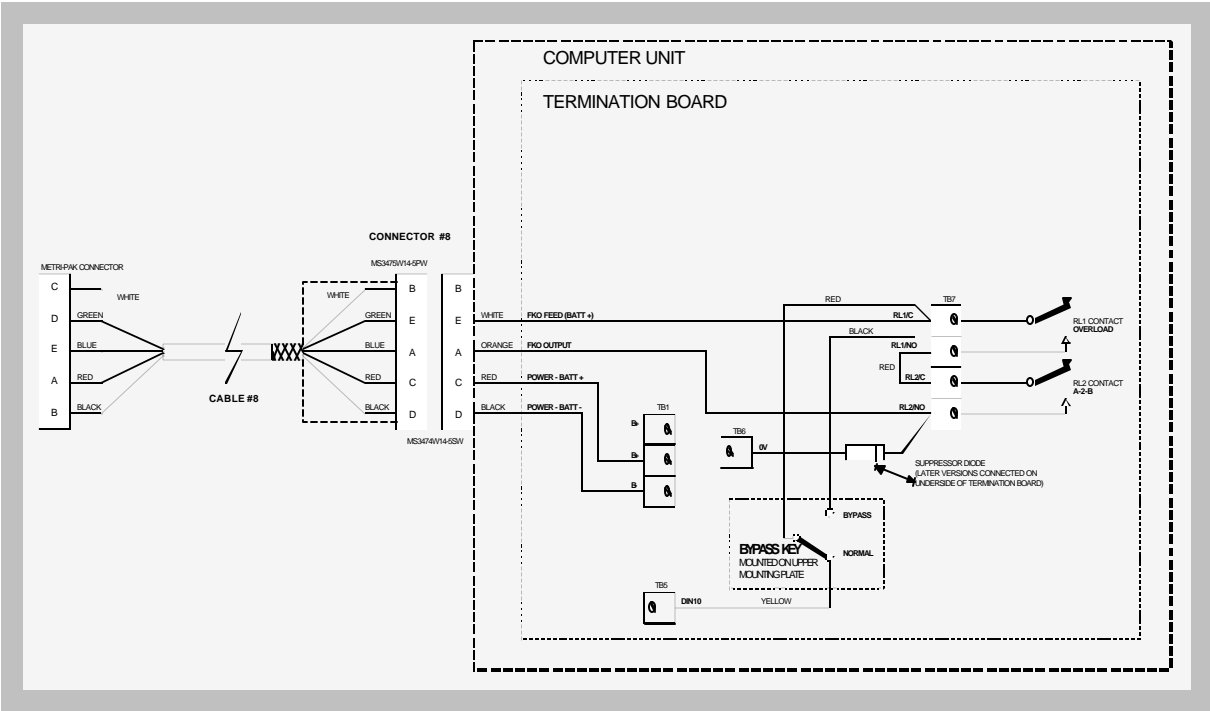 COMPUTER UNIT
TERMINATION BOARD
CONNECTOR #8
METRI-PAK CONNECTOR
MS3475W14-5PW
C
WHITE
D
GREEN
E
BLUE
A
RED
B
BLACK
CABLE #8
WHITE
B
GREEN
E
BLUE
A
RED
C
BLACK
D
MS3474W14-5SW
B
E
WHITE
FKO FEED (BATT +)
A
ORANGE
FKO OUTPUT
C
RED
POWER - BATT +
D
BLACK
POWER - BATT -
RED
TB7
RL1/C
RL1 CONTACT
OVERLOAD
BLACK
RL1/NO
RED
RL2/C
RL2 CONTACT
A-2-B
RL2/NO
TB1
B+
B+
B-
TB6
0V
SUPPRESSOR DIODE
(LATER VERSIONS CONNECTED ON
UNDERSIDE OF TERMINATION BOARD)
BYPASS
NORMAL
BYPASS KEY
MOUNTED ON UPPER
MOUNTING PLATE
TB5
DIN10
YELLOW